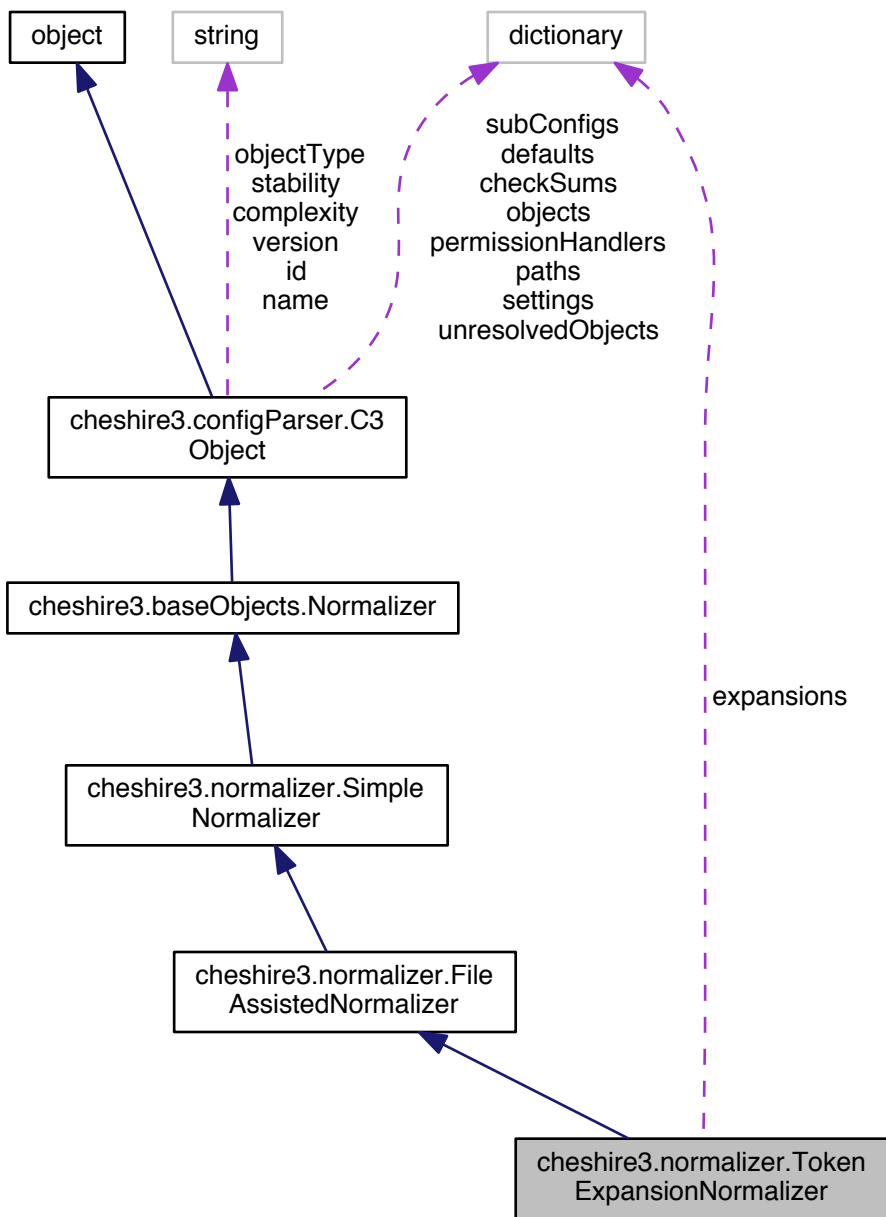 object
string
dictionary
objectType
stability
complexity
version
id
name
subConfigs
defaults
checkSums
objects
permissionHandlers
paths
settings
unresolvedObjects
cheshire3.configParser.C3
Object
cheshire3.baseObjects.Normalizer
expansions
cheshire3.normalizer.Simple
Normalizer
cheshire3.normalizer.File
AssistedNormalizer
cheshire3.normalizer.Token
ExpansionNormalizer